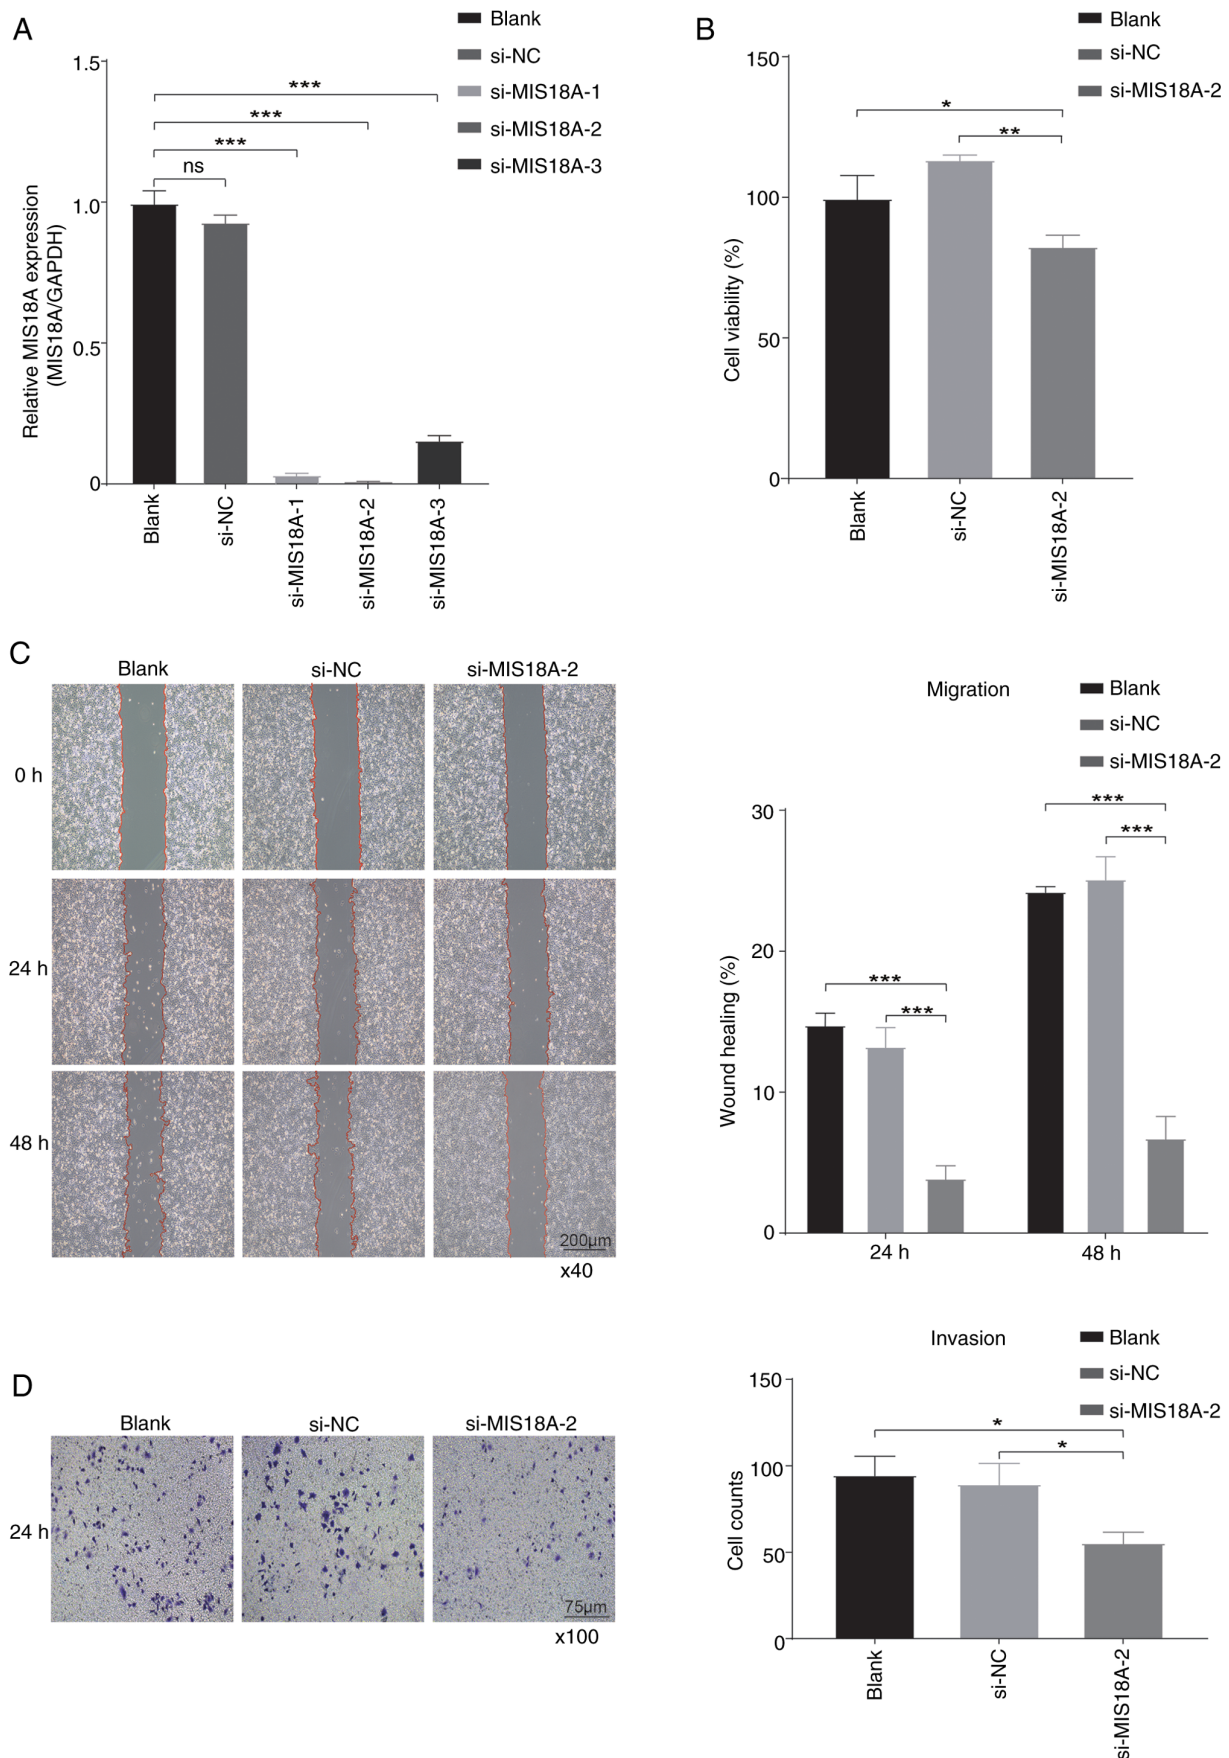 A
Blank
si-NC
si-MIS18A-1
si-MIS18A-2
si-MIS18A-3
1.5
1.0
0.5
0
Relative MIS18A expression
(MIS18A/GAPDH)
***
***
***
ns
Blank
si-NC
si-MIS18A-1
si-MIS18A-2
si-MIS18A-3
B
Blank
si-NC
si-MIS18A-2
150
100
50
0
Cell viability (%)
*
**
Blank
si-NC
si-MIS18A-2
C
Blank
si-NC
si-MIS18A-2
0 h
24 h
48 h
200µm
x40
Migration
Blank
si-NC
si-MIS18A-2
30
20
10
0
Wound healing (%)
***
***
***
***
24 h
48 h
D
Blank
si-NC
si-MIS18A-2
24 h
75µm
x100
Invasion
Blank
si-NC
si-MIS18A-2
150
100
50
0
Cell counts
*
*
Blank
si-NC
si-MIS18A-2